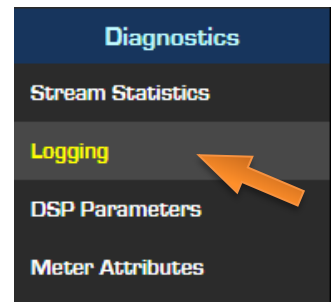 Diagnostics
Stream Statistics
Logging
DSP Parameters
Meter Attributes